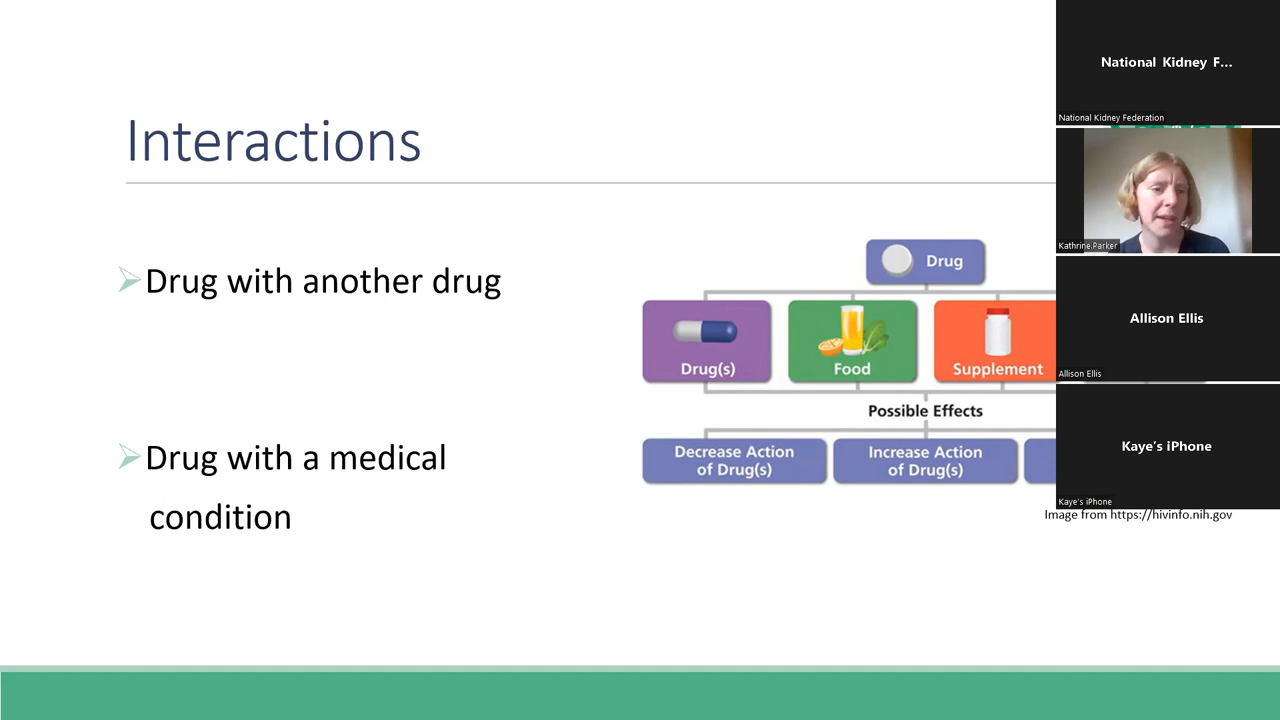 Interactions
Drug with another drug
Drug with a medical
condition
Drug
Drug(s)
Food
Supplement
Possible Effects
Decrease Action
of Drug(s)
Increase Action
of Drug(s)
Image from https://hivinfo.nih.gov
National Kidney F...
National Kidney Federation
Kathrine.Parker
Allison Ellis
Allison Ellis
Kaye's iPhone
Kaye's iPhone